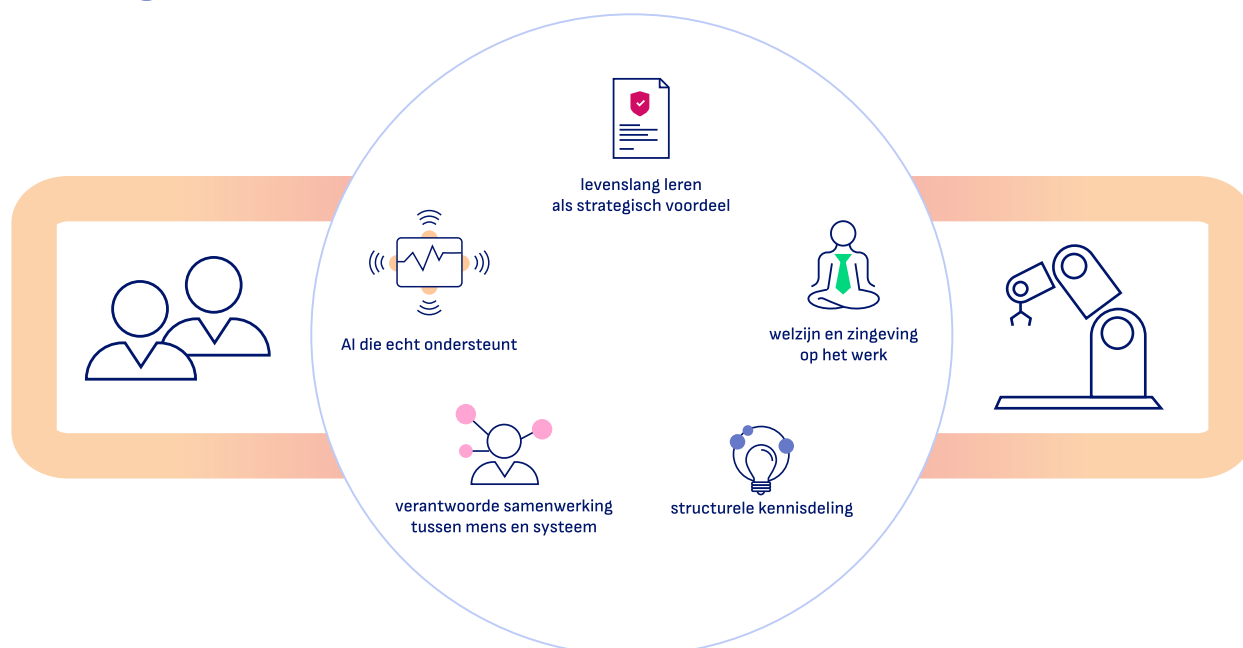 levenslang leren
als strategisch voordeel
AI die echt ondersteunt
welzijn en zingeving
op het werk
verantwoorde samenwerking
tussen mens en systeem
structurele kennisdeling